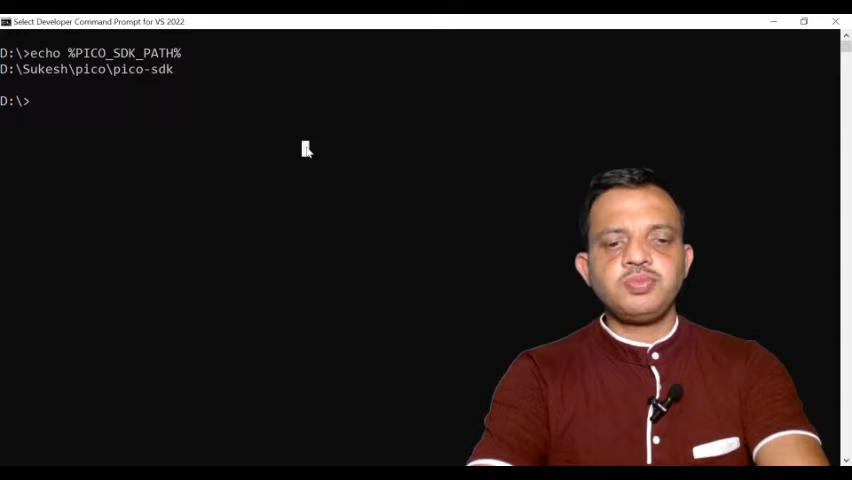 Select Developer Command Prompt for VS 2022
D:\>echo %PICO_SDK_PATH%
D:\Sukesh\pico\pico-sdk
D:\>